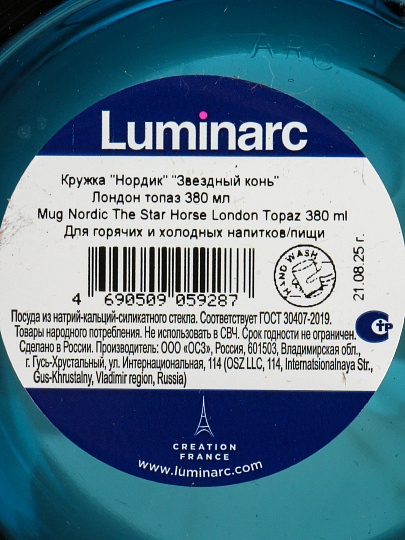 ARC
Luminarc
Кружка "Нордик" "Звездный конь"
Лондон топаз 380 мл
Mug Nordic The Star Horse London Topaz 380 ml
Для горячих и холодных напитков/пищи
HAND WASH
4 690509 059287
21.08.25 г.
Посуда из натрий-кальций-силикатного стекла. Соответствует ГОСТ 30407-2019.
Товары народного потребления. Не использовать в СВЧ. Срок годности не ограничен.
Сделано в России. Производитель: ООО «ОСЗ», Россия, 601503, Владимирская обл.,
г. Гусь-Хрустальный, ул. Интернациональная, 114 (OSZ LLC, 114, Internatsionalnaya Str.,
Gus-Khrustalny, Vladimir region, Russia)
СТР
CREATION
FRANCE
www.luminarc.com